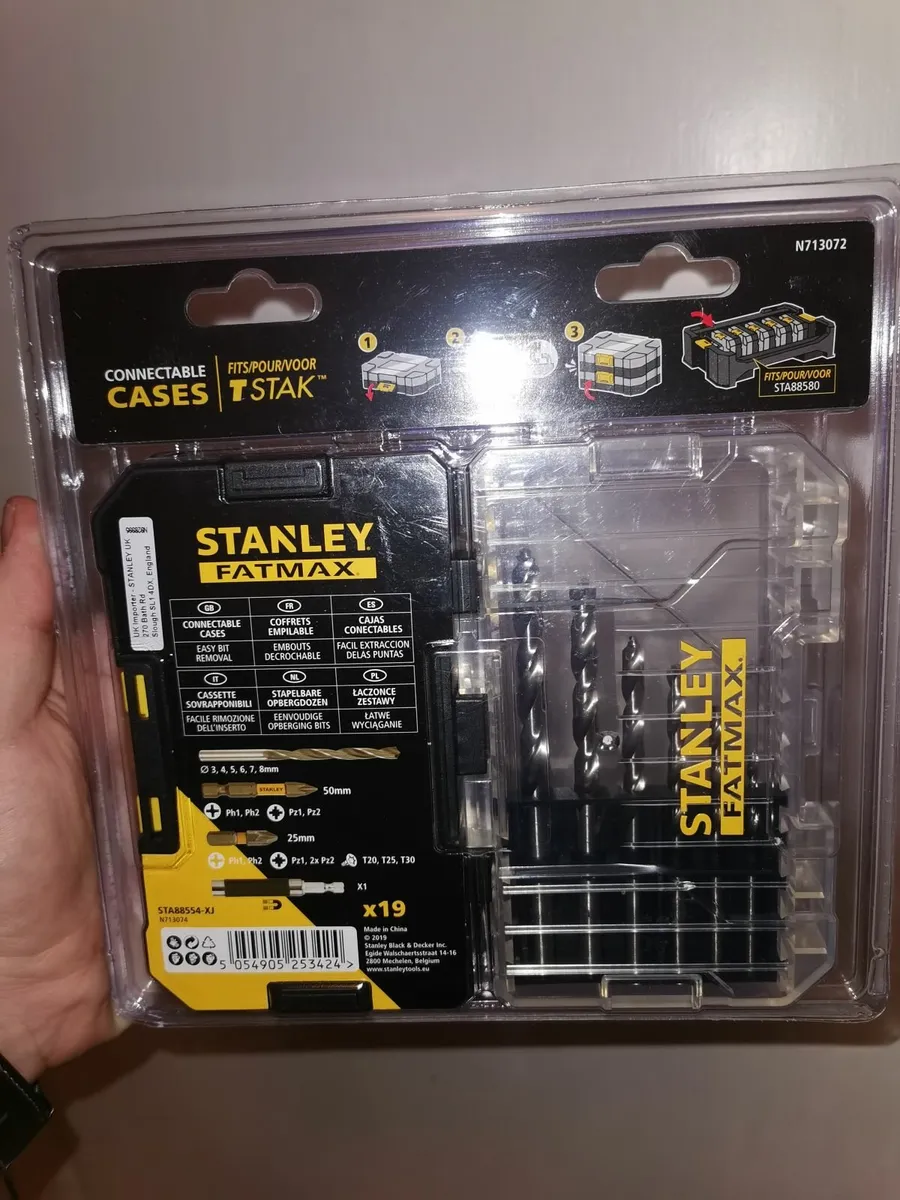 N713072
CONNECTABLE
CASES
FITS/POUR/VOOR
TSTAK™
1
2
3
FITS/POUR/VOOR
STA88580
UK Importer - STANLEY UK
270 Bath Rd
Slough SL1 4DX, England
STANLEY®
FATMAX®
GB
CONNECTABLE
CASES
EASY BIT
REMOVAL
FR
COFFRETS
EMPILABLE
EMBOUTS
DECROCHABLE
ES
CAJAS
CONECTABLES
FACIL EXTRACCION
DELAS PUNTAS
IT
CASSETTE
SOVRAPPONIBILI
FACILE RIMOZIONE
DELL'INSERTO
NL
STAPELBARE
OPBERGDOZEN
EENVOUDIGE
OPBERGING BITS
PL
ŁACZONCE
ZESTAWY
ŁATWE
WYCIĄGANIE
Ø 3, 4, 5, 6, 7, 8mm
STANLEY
50mm
Ph1, Ph2 Pz1, Pz2
25mm
Ph1, Ph2 Pz1, 2x Pz2 T20, T25, T30
X1
STA88554-XJ
N713074
x19
Made in China
© 2019
Stanley Black & Decker Inc.
Egide Walschaertsstraat 14-16
2800 Mechelen, Belgium
www.stanleytools.eu
5 054905 253424 >
STANLEY
FATMAX®